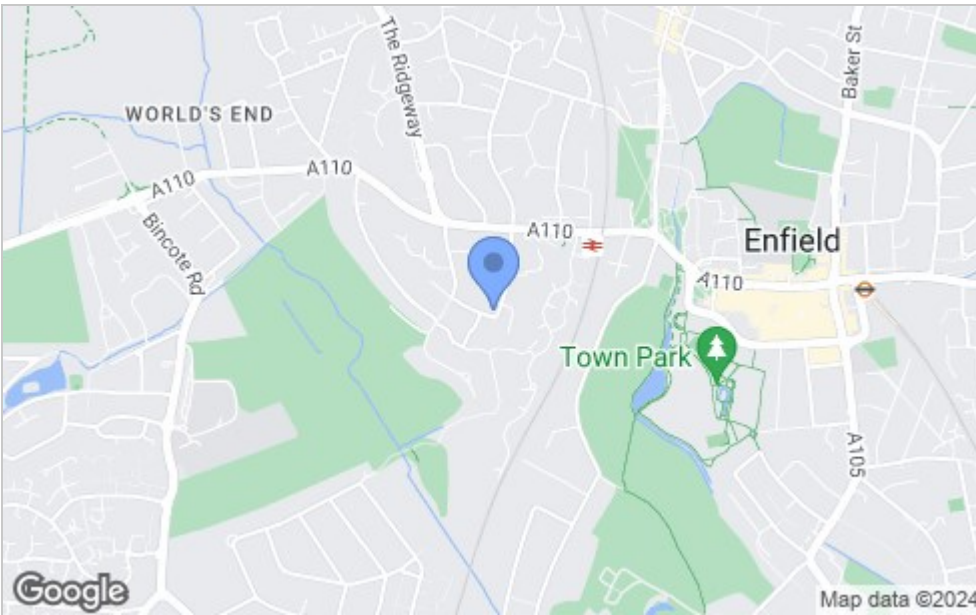 The Ridgeway
Baker St
WORLD'S END
A110
A110
Bincote Rd
A110
Enfield
A110
Town Park
A105
Google
Map data ©2024